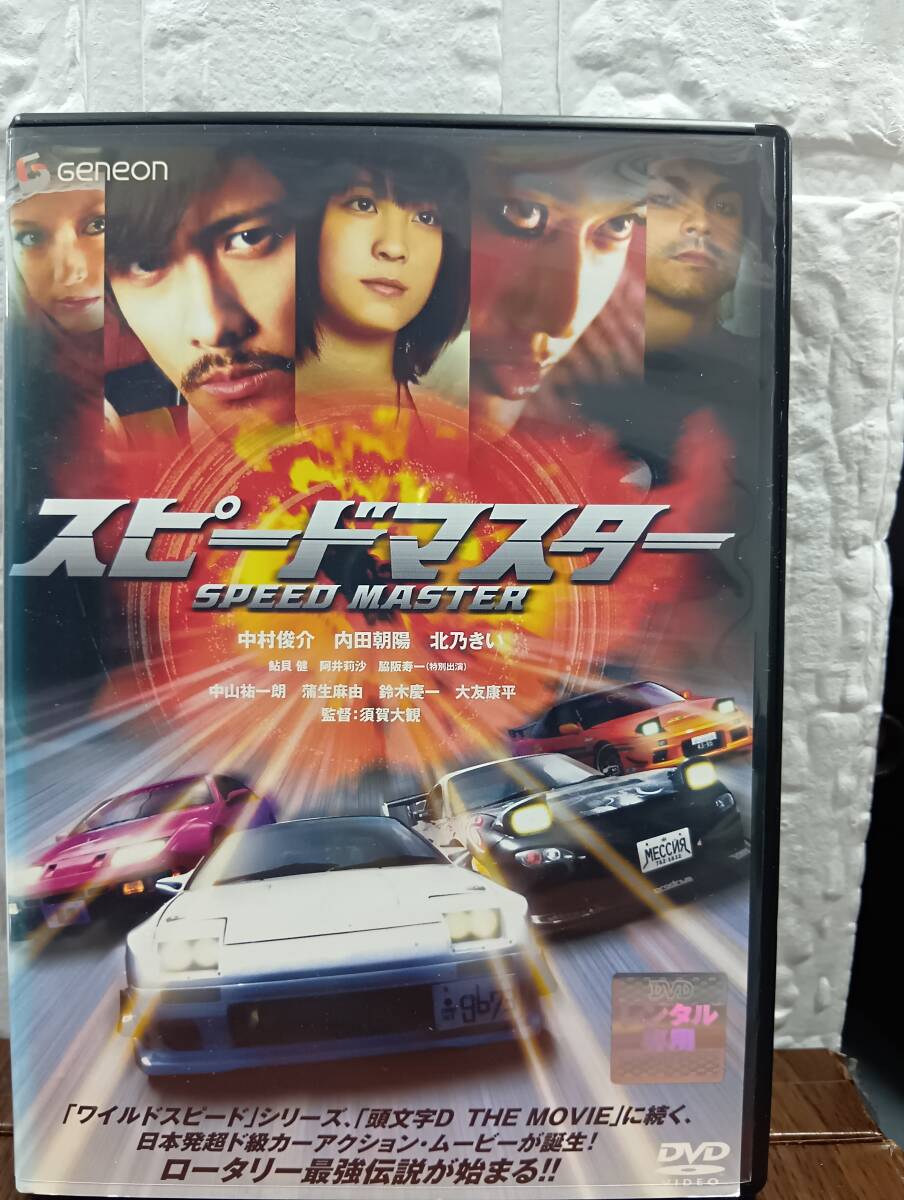 Geneon
スピードマスター
SPEED MASTER
中村俊介 内田朝陽 北乃きい
鮎貝 健 阿井莉沙 脇阪寿一(特別出演)
中山祐一朗 蒲生麻由 鈴木慶一 大友康平
監督:須賀大観
МЕССИЯ
DVD
レンタル
専用
「ワイルドスピード」シリーズ、「頭文字D THE MOVIE」に続く、
日本発超ド級カーアクション・ムービーが誕生!
ロータリー最強伝説が始まる!!
DVD
VIDEO